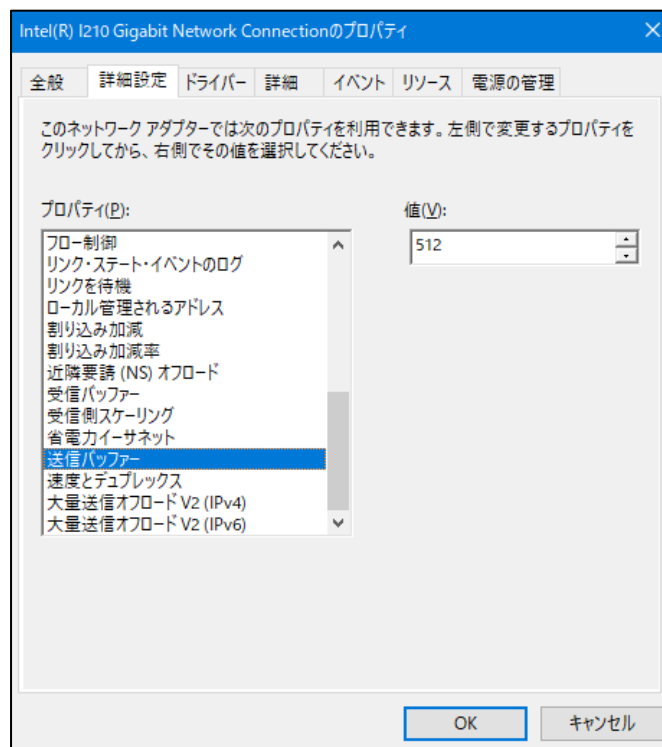 Intel(R) I210 Gigabit Network Connectionのプロパティ
全般 詳細設定 ドライバー 詳細 イベント リソース 電源の管理
このネットワーク アダプターでは次のプロパティを利用できます。左側で変更するプロパティを
クリックしてから、右側でその値を選択してください。
プロパティ(P): 値(V):
フロー制御 512
リンク・ステート・イベントのログ
リンクを待機
ローカル管理されるアドレス
割り込み加減
割り込み加減率
近隣要請 (NS) オフロード
受信バッファー
受信側スケーリング
省電力イーサネット
送信バッファー
速度とデュプレックス
大量送信オフロード V2 (IPv4)
大量送信オフロード V2 (IPv6)
OK キャンセル